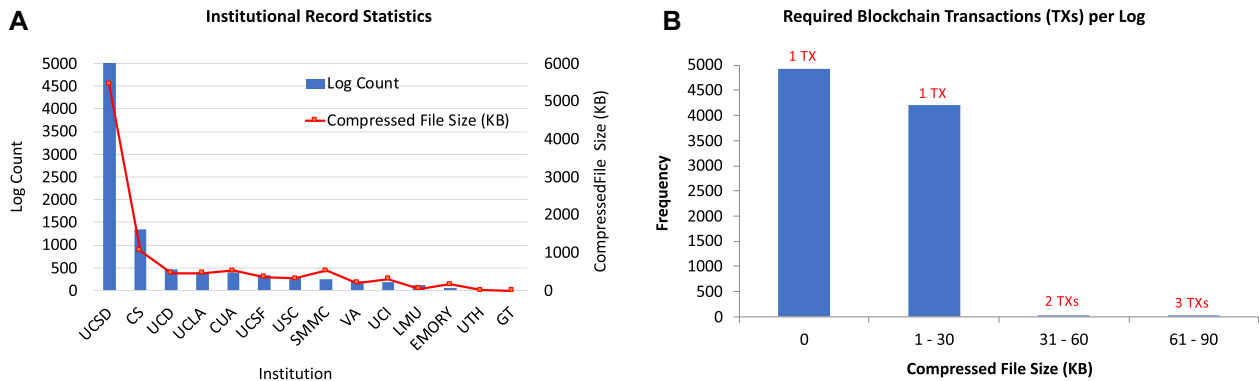 A
Institutional Record Statistics
5000
4500
4000
3500
3000
2500
2000
1500
1000
500
0
Log Count
6000
5000
4000
3000
2000
1000
0
CompressedFile Size (KB)
Log Count
Compressed File Size (KB)
UCSD
CS
UCD
UCLA
CUA
UCSF
USC
SMMC
VA
UCI
LMU
EMORY
UTH
GT
Institution
B
Required Blockchain Transactions (TXs) per Log
5000
4500
4000
3500
3000
2500
2000
1500
1000
500
0
Frequency
1 TX
1 TX
2 TXs
3 TXs
0
1 - 30
31 - 60
61 - 90
Compressed File Size (KB)